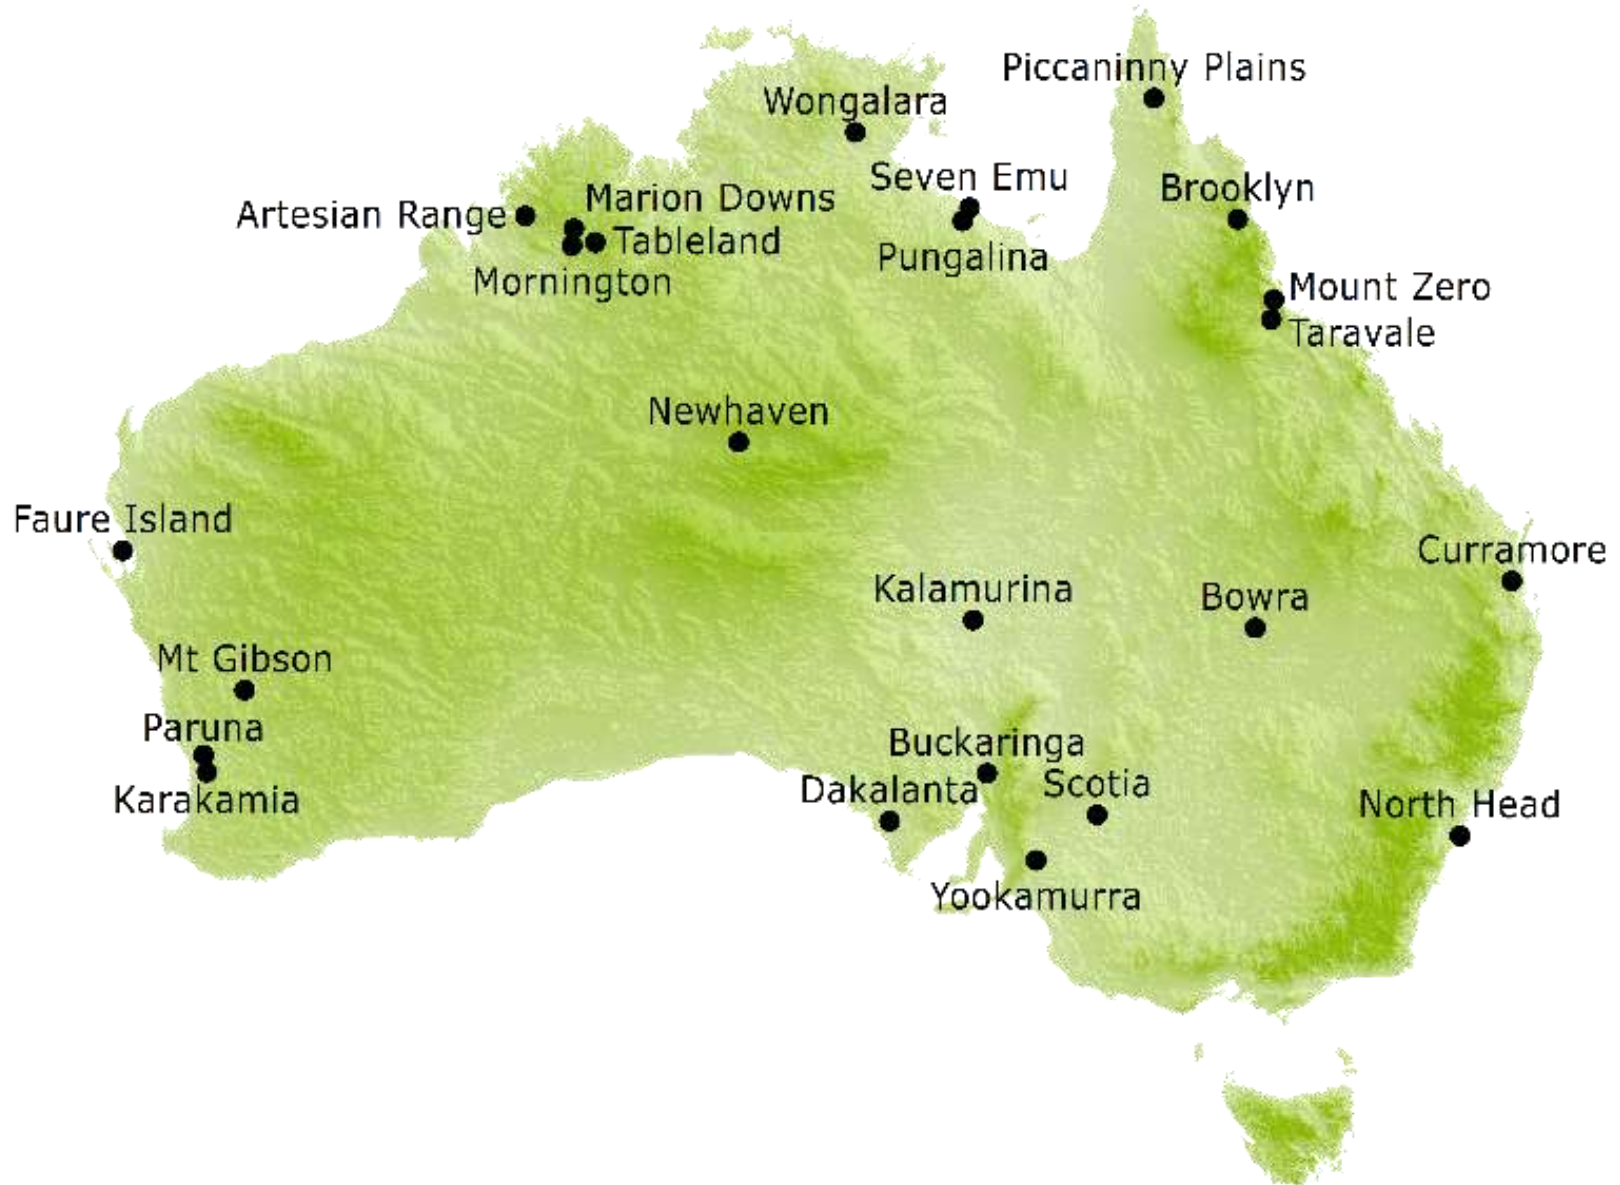 Piccaninny Plains
Wongalara
Seven Emu
Brooklyn
Marion Downs
Artesian Range
Tableland
Pungalina
Mornington
Mount Zero
Taravale
Newhaven
Faure Island
Curramore
Kalamurina
Bowra
Mt Gibson
Paruna
Buckaringa
Scotia
Dakalanta
Karakamia
North Head
Yookamurra